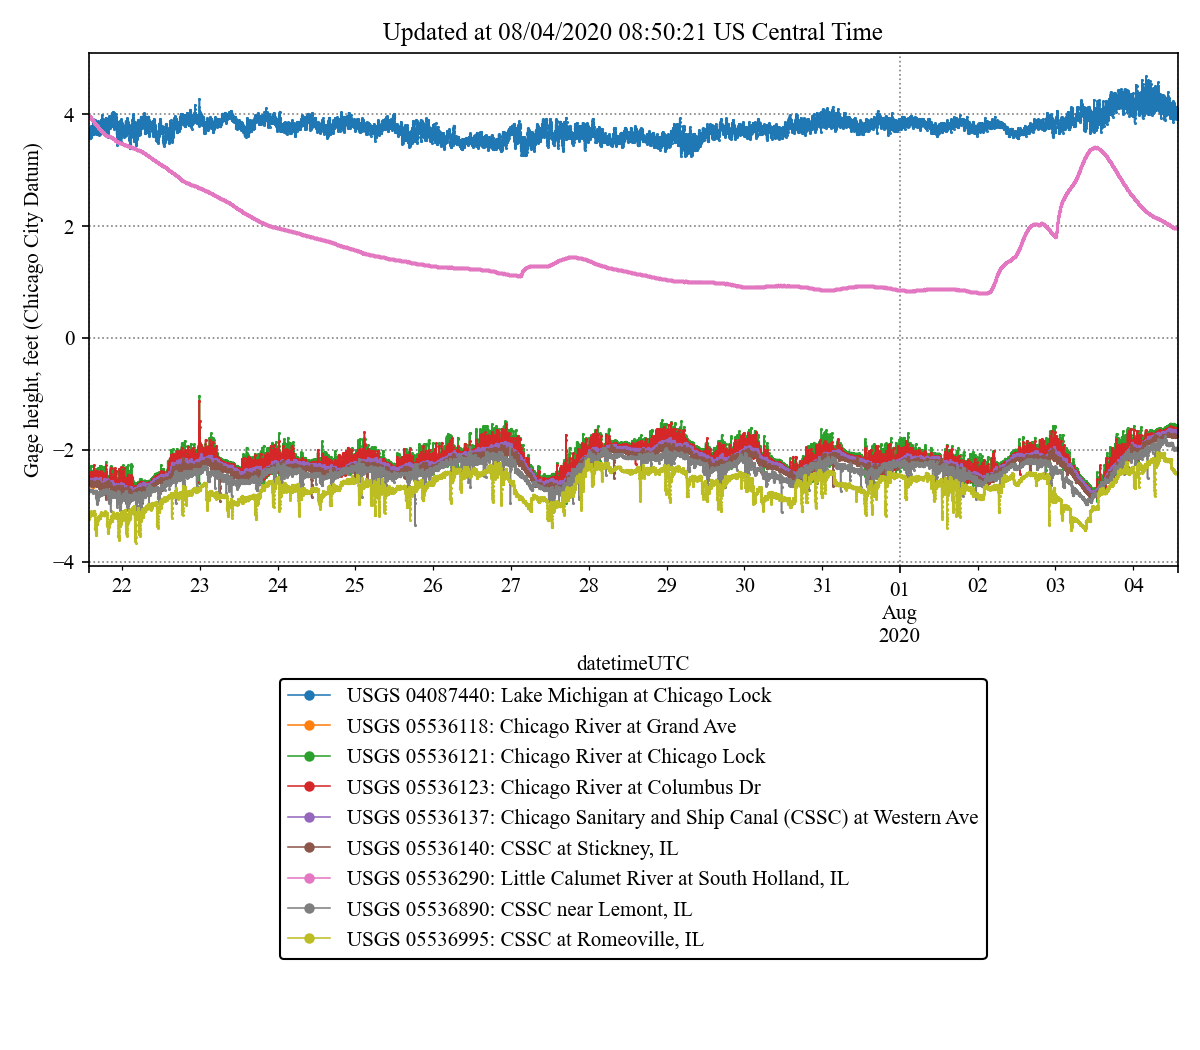 Updated at 08/04/2020 08:50:21 US Central Time
Gage height, feet (Chicago City Datum)
4
2
0
−2
−4
22 23 24 25 26 27 28 29 30 31 01 02 03 04
Aug
2020
datetimeUTC
USGS 04087440: Lake Michigan at Chicago Lock
USGS 05536118: Chicago River at Grand Ave
USGS 05536121: Chicago River at Chicago Lock
USGS 05536123: Chicago River at Columbus Dr
USGS 05536137: Chicago Sanitary and Ship Canal (CSSC) at Western Ave
USGS 05536140: CSSC at Stickney, IL
USGS 05536290: Little Calumet River at South Holland, IL
USGS 05536890: CSSC near Lemont, IL
USGS 05536995: CSSC at Romeoville, IL